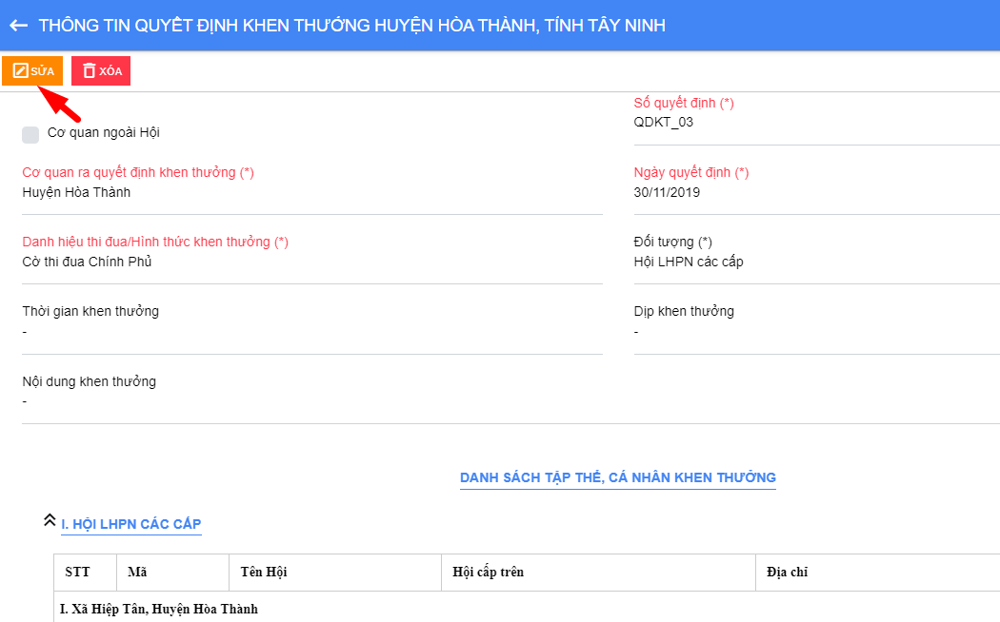 THÔNG TIN QUYẾT ĐỊNH KHEN THƯỞNG HUYỆN HÒA THÀNH, TỈNH TÂY NINH
SỬA XÓA
Cơ quan ngoài Hội
Số quyết định (*)
QDKT_03
Cơ quan ra quyết định khen thưởng (*)
Huyện Hòa Thành
Ngày quyết định (*)
30/11/2019
Danh hiệu thi đua/Hình thức khen thưởng (*)
Cờ thi đua Chính Phủ
Đối tượng (*)
Hội LHPN các cấp
Thời gian khen thưởng
-
Dịp khen thưởng
-
Nội dung khen thưởng
-
DANH SÁCH TẬP THỂ, CÁ NHÂN KHEN THƯỞNG
I. HỘI LHPN CÁC CẤP
STT Mã Tên Hội Hội cấp trên Địa chỉ
I. Xã Hiệp Tân, Huyện Hòa Thành